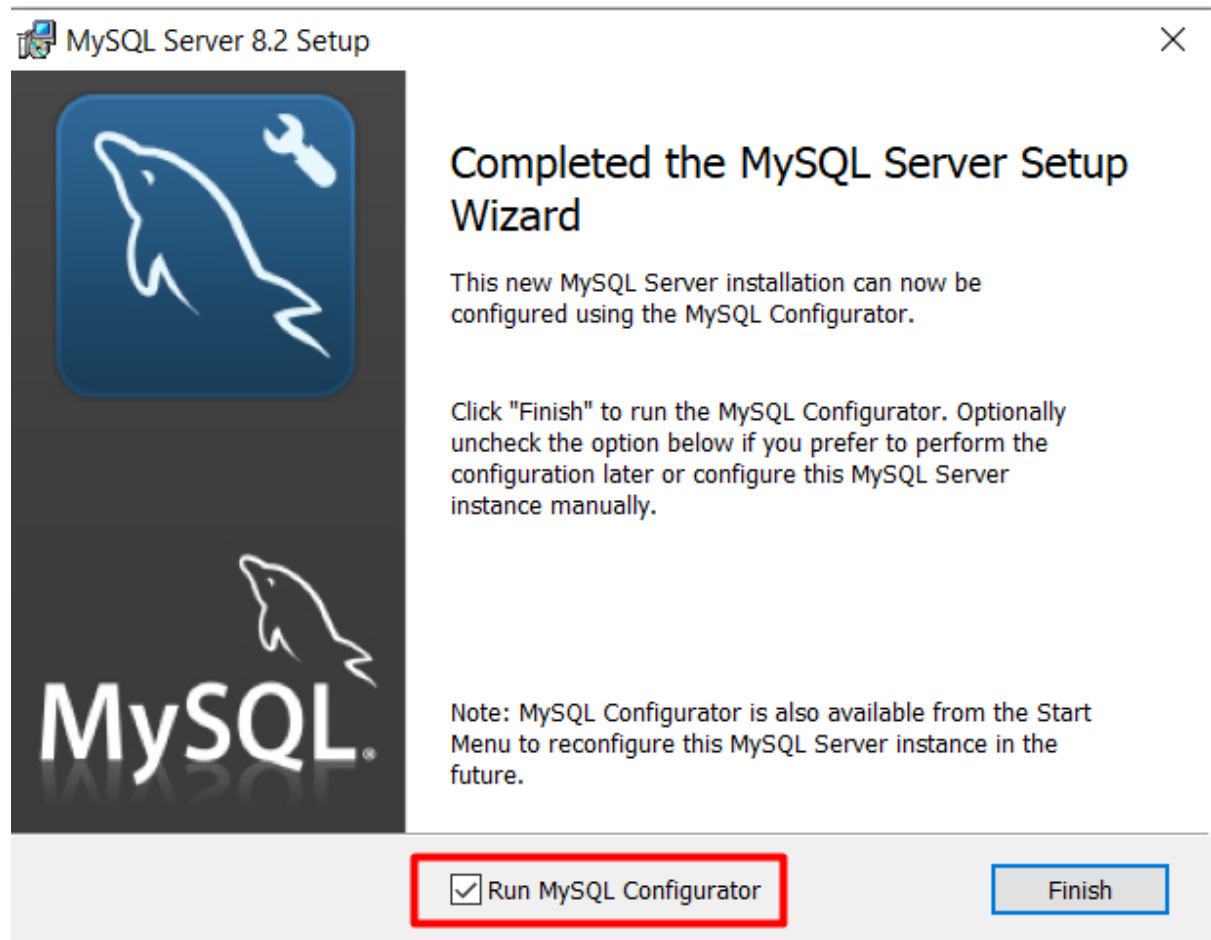 MySQL Server 8.2 Setup
Completed the MySQL Server Setup
Wizard
This new MySQL Server installation can now be
configured using the MySQL Configurator.
Click "Finish" to run the MySQL Configurator. Optionally
uncheck the option below if you prefer to perform the
configuration later or configure this MySQL Server
instance manually.
MySQL®
Note: MySQL Configurator is also available from the Start
Menu to reconfigure this MySQL Server instance in the
future.
Run MySQL Configurator
Finish